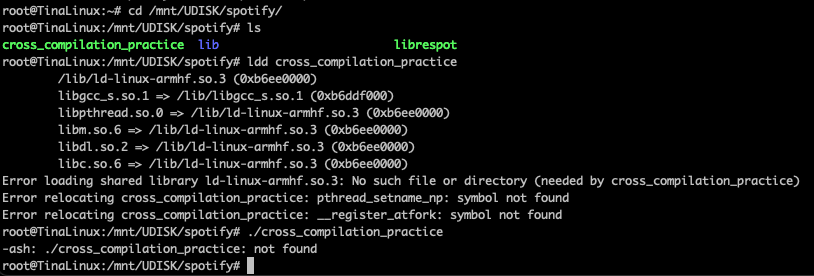 root@TinaLinux:~# cd /mnt/UDISK/spotify/
root@TinaLinux:/mnt/UDISK/spotify# ls
cross_compilation_practice  lib                         librespot
root@TinaLinux:/mnt/UDISK/spotify# ldd cross_compilation_practice
        /lib/ld-linux-armhf.so.3 (0xb6ee0000)
        libgcc_s.so.1 => /lib/libgcc_s.so.1 (0xb6ddf000)
        libpthread.so.0 => /lib/ld-linux-armhf.so.3 (0xb6ee0000)
        libm.so.6 => /lib/ld-linux-armhf.so.3 (0xb6ee0000)
        libdl.so.2 => /lib/ld-linux-armhf.so.3 (0xb6ee0000)
        libc.so.6 => /lib/ld-linux-armhf.so.3 (0xb6ee0000)
Error loading shared library ld-linux-armhf.so.3: No such file or directory (needed by cross_compilation_practice)
Error relocating cross_compilation_practice: pthread_setname_np: symbol not found
Error relocating cross_compilation_practice: __register_atfork: symbol not found
root@TinaLinux:/mnt/UDISK/spotify# ./cross_compilation_practice
-ash: ./cross_compilation_practice: not found
root@TinaLinux:/mnt/UDISK/spotify#